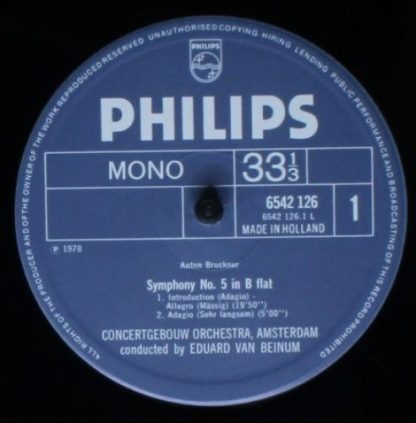 ALL RIGHTS OF THE PRODUCER AND OF THE OWNER OF THE WORK REPRODUCED RESERVED UNAUTHORISED COPYING HIRING LENDING PUBLIC PERFORMANCE AND BROADCASTING OF THIS RECORD PROHIBITED
PHILIPS
PHILIPS
MONO
33 1/3
6542 126
6542 126.1 L
MADE IN HOLLAND
1
℗ 1978
Anton Bruckner
Symphony No. 5 in B flat
1. Introduction (Adagio) -
Allegro (Mässig) (19'50")
2. Adagio (Sehr langsam) (5'00")
CONCERTGEBOUW ORCHESTRA, AMSTERDAM
conducted by EDUARD VAN BEINUM